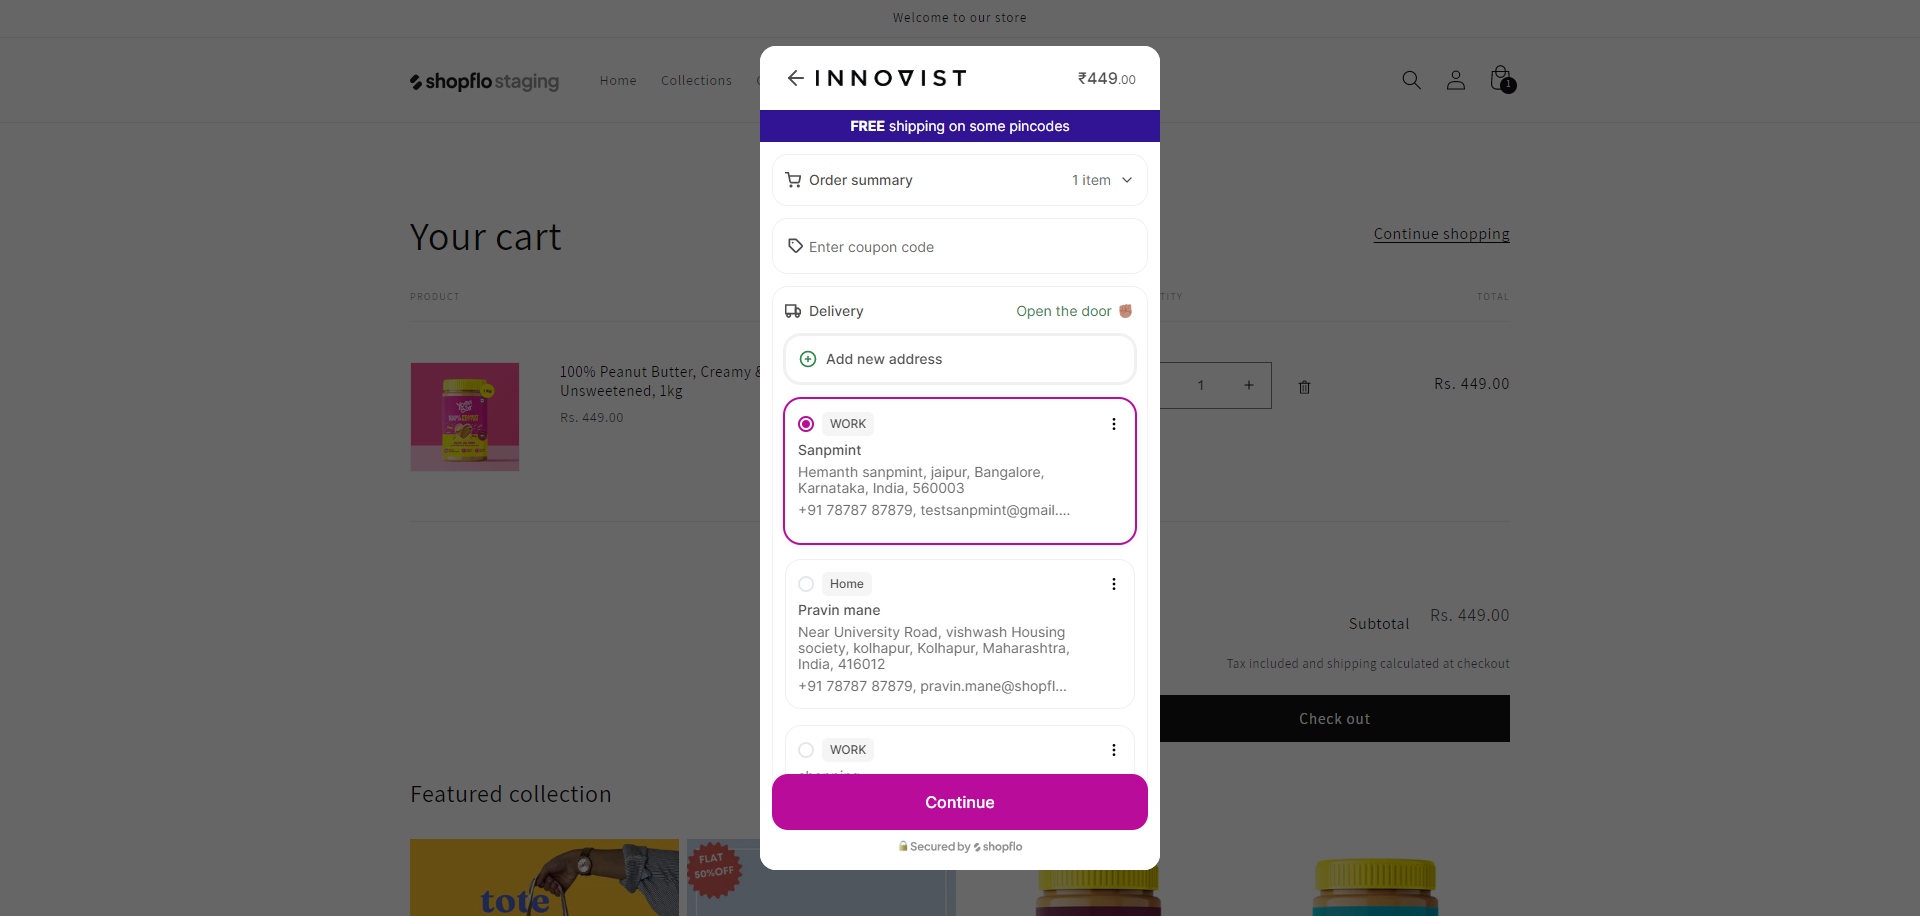 Welcome to our store
shopflo staging
Home
Collections
1
INNOVIST
₹449.00
FREE shipping on some pincodes
Order summary
1 item
Enter coupon code
Delivery
Open the door
Add new address
WORK
Sanpmint
Hemanth sanpmint, jaipur, Bangalore,
Karnataka, India, 560003
+91 78787 87879, testsanpmint@gmail....
Home
Pravin mane
Near University Road, vishwash Housing
society, kolhapur, Kolhapur, Maharashtra,
India, 416012
+91 78787 87879, pravin.mane@shopfl...
WORK
Continue
Secured by shopflo
Your cart
Continue shopping
PRODUCT
TOTAL
100% Peanut Butter, Creamy &
Unsweetened, 1kg
Rs. 449.00
1
Rs. 449.00
Subtotal
Rs. 449.00
Tax included and shipping calculated at checkout
Check out
Featured collection
tote
FLAT
50%OFF